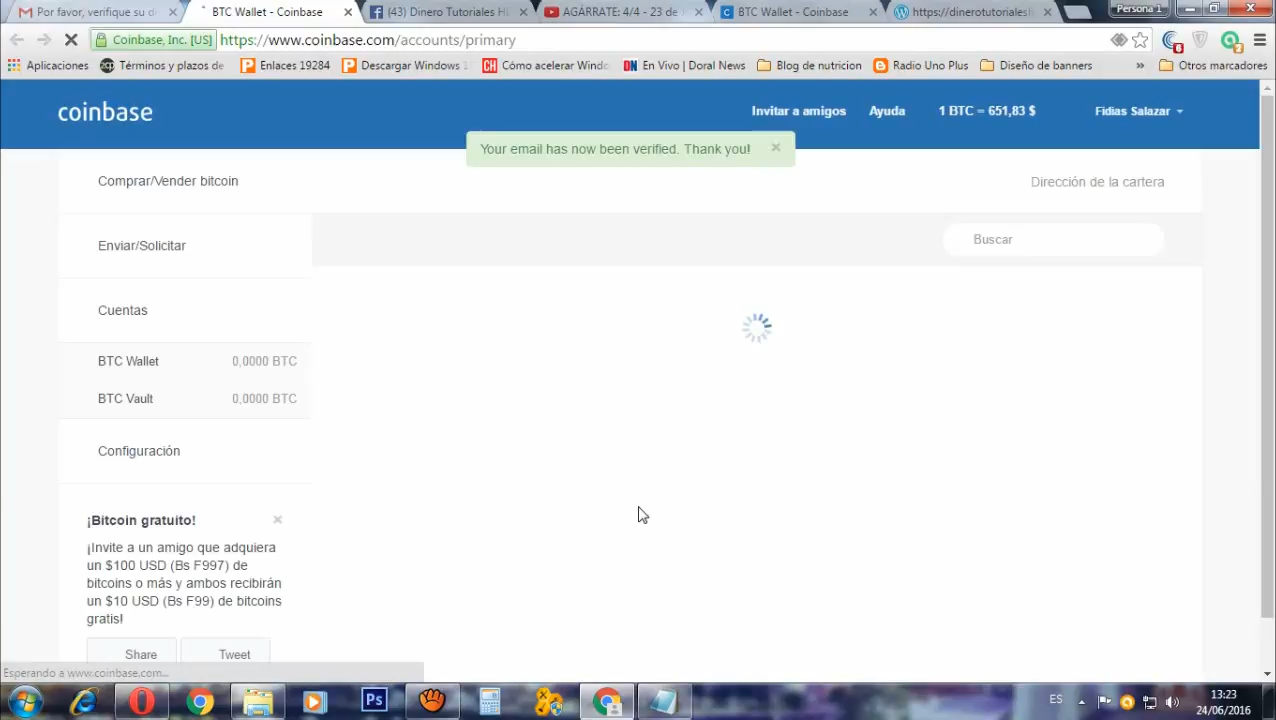 Por favor, verifique su d
BTC Wallet - Coinbase
(43) Dinero Tutoriales H
AGÁRRATE: 4/4 - 23 de
BTC Wallet - Coinbase
https://dinerotutorialesh
Persona 1
Coinbase, Inc. [US]
https://www.coinbase.com/accounts/primary
Aplicaciones
Términos y plazos de
Enlaces 19284
Descargar Windows
Cómo acelerar Windo
En Vivo | Doral News
Blog de nutricion
Radio Uno Plus
Diseño de banners
»
Otros marcadores
coinbase
Invitar a amigos
Ayuda
1 BTC = 651,83 $
Fidias Salazar
Your email has now been verified. Thank you! ×
Comprar/Vender bitcoin
Dirección de la cartera
Enviar/Solicitar
Buscar
Cuentas
BTC Wallet 0,0000 BTC
BTC Vault 0,0000 BTC
Configuración
¡Bitcoin gratuito! ×
¡Invite a un amigo que adquiera
un $100 USD (Bs F997) de
bitcoins o más y ambos recibirán
un $10 USD (Bs F99) de bitcoins
gratis!
Share
Tweet
Esperando a www.coinbase.com...
Ps
ES
13:23
24/06/2016